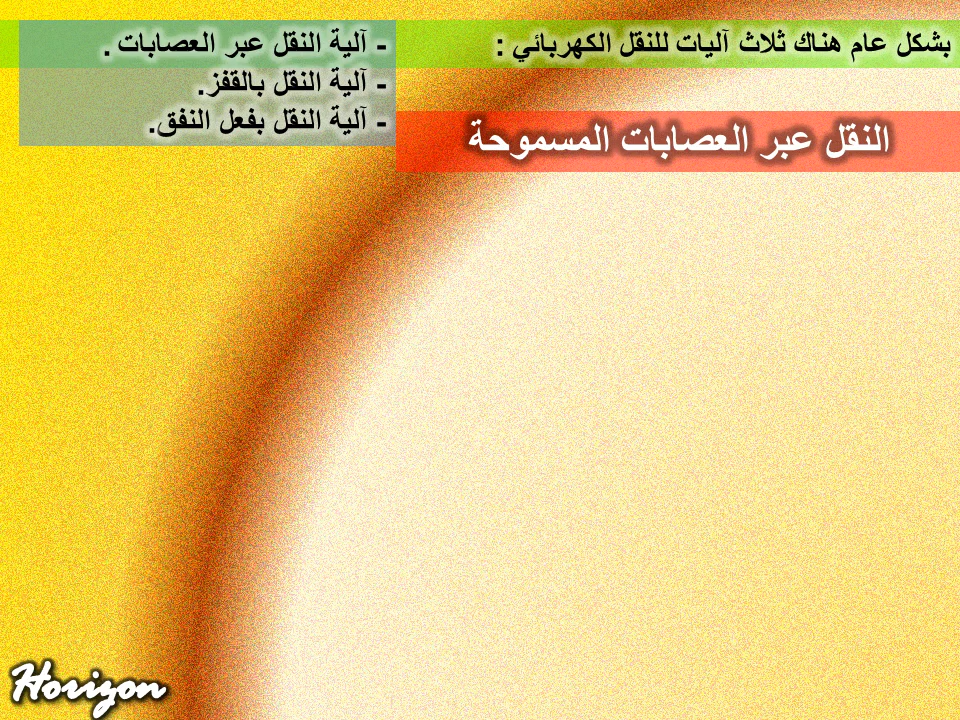 بشكل عام هناك ثلاث آليات للنقل الكهربائي :
- آلية النقل عبر العصابات .
- آلية النقل بالقفز.
- آلية النقل بفعل النفق.
النقل عبر العصابات المسموحة
Horizon